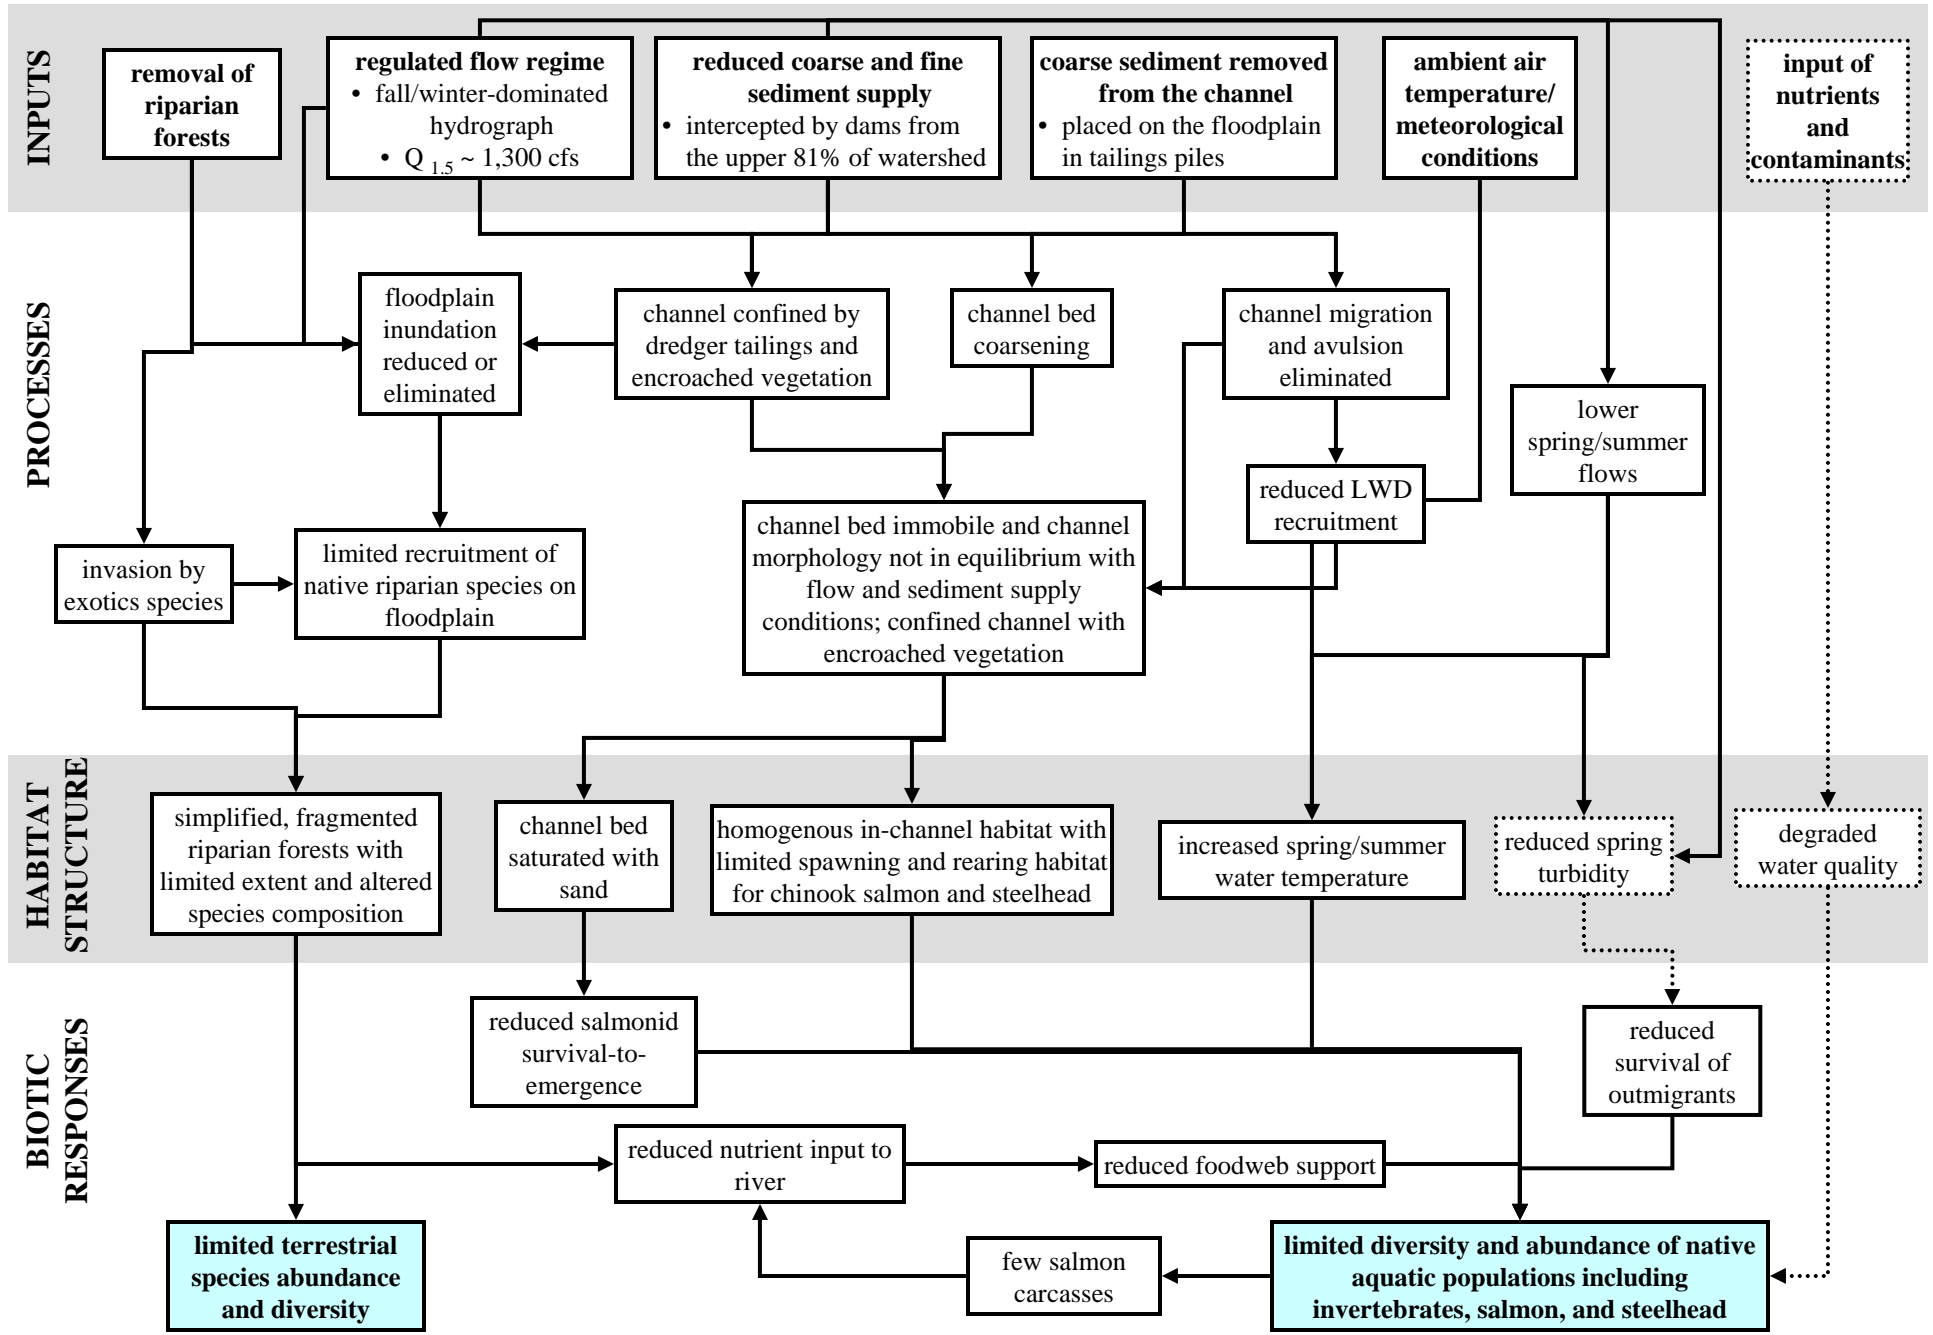 INPUTS
removal of
riparian
forests
regulated flow regime
• fall/winter-dominated
hydrograph
• Q 1.5 ~ 1,300 cfs
reduced coarse and fine
sediment supply
• intercepted by dams from
the upper 81% of watershed
coarse sediment removed
from the channel
• placed on the floodplain
in tailings piles
ambient air
temperature/
meteorological
conditions
input of
nutrients
and
contaminants
PROCESSES
floodplain
inundation
reduced or
eliminated
channel confined by
dredger tailings and
encroached vegetation
channel bed
coarsening
channel migration
and avulsion
eliminated
lower
spring/summer
flows
reduced LWD
recruitment
invasion by
exotics species
limited recruitment of
native riparian species on
floodplain
channel bed immobile and channel
morphology not in equilibrium with
flow and sediment supply
conditions; confined channel with
encroached vegetation
HABITAT
STRUCTURE
simplified, fragmented
riparian forests with
limited extent and altered
species composition
channel bed
saturated with
sand
homogenous in-channel habitat with
limited spawning and rearing habitat
for chinook salmon and steelhead
increased spring/summer
water temperature
reduced spring
turbidity
degraded
water quality
BIOTIC
RESPONSES
reduced salmonid
survival-to-
emergence
reduced
survival of
outmigrants
reduced nutrient input to
river
reduced foodweb support
limited terrestrial
species abundance
and diversity
few salmon
carcasses
limited diversity and abundance of native
aquatic populations including
invertebrates, salmon, and steelhead